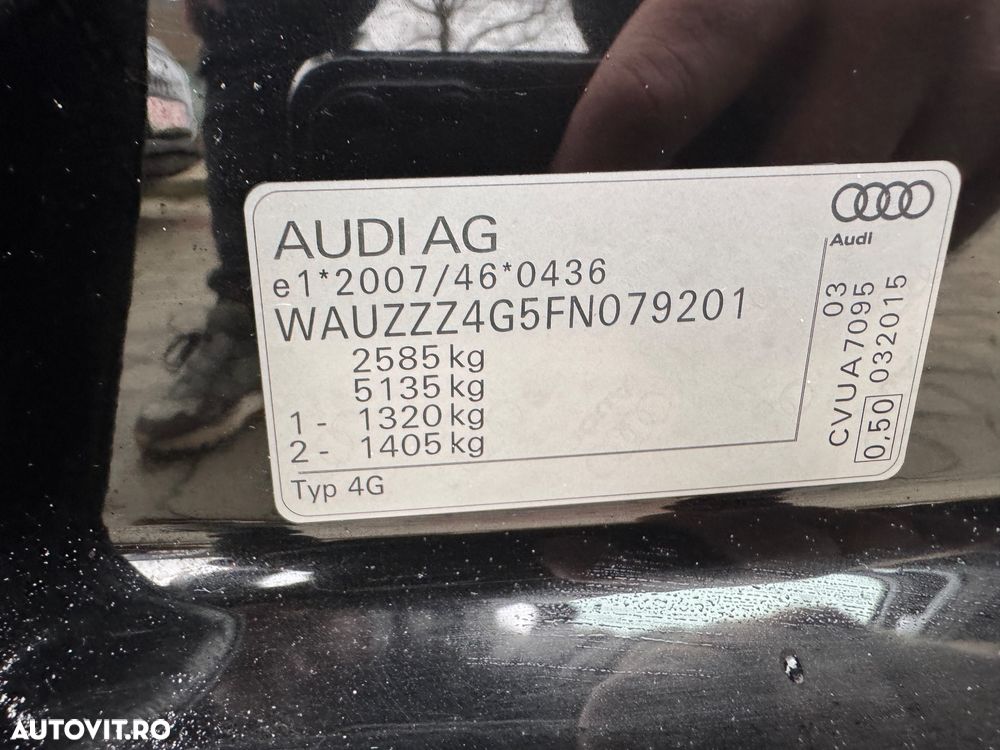 AUDI AG
e1*2007/46*0436
WAUZZZ4G5FN079201
2585 kg
5135 kg
1 - 1320 kg
2 - 1405 kg
Typ 4G
Audi
CVUA7095 03
0,50 032015
AUTOVIT.RO